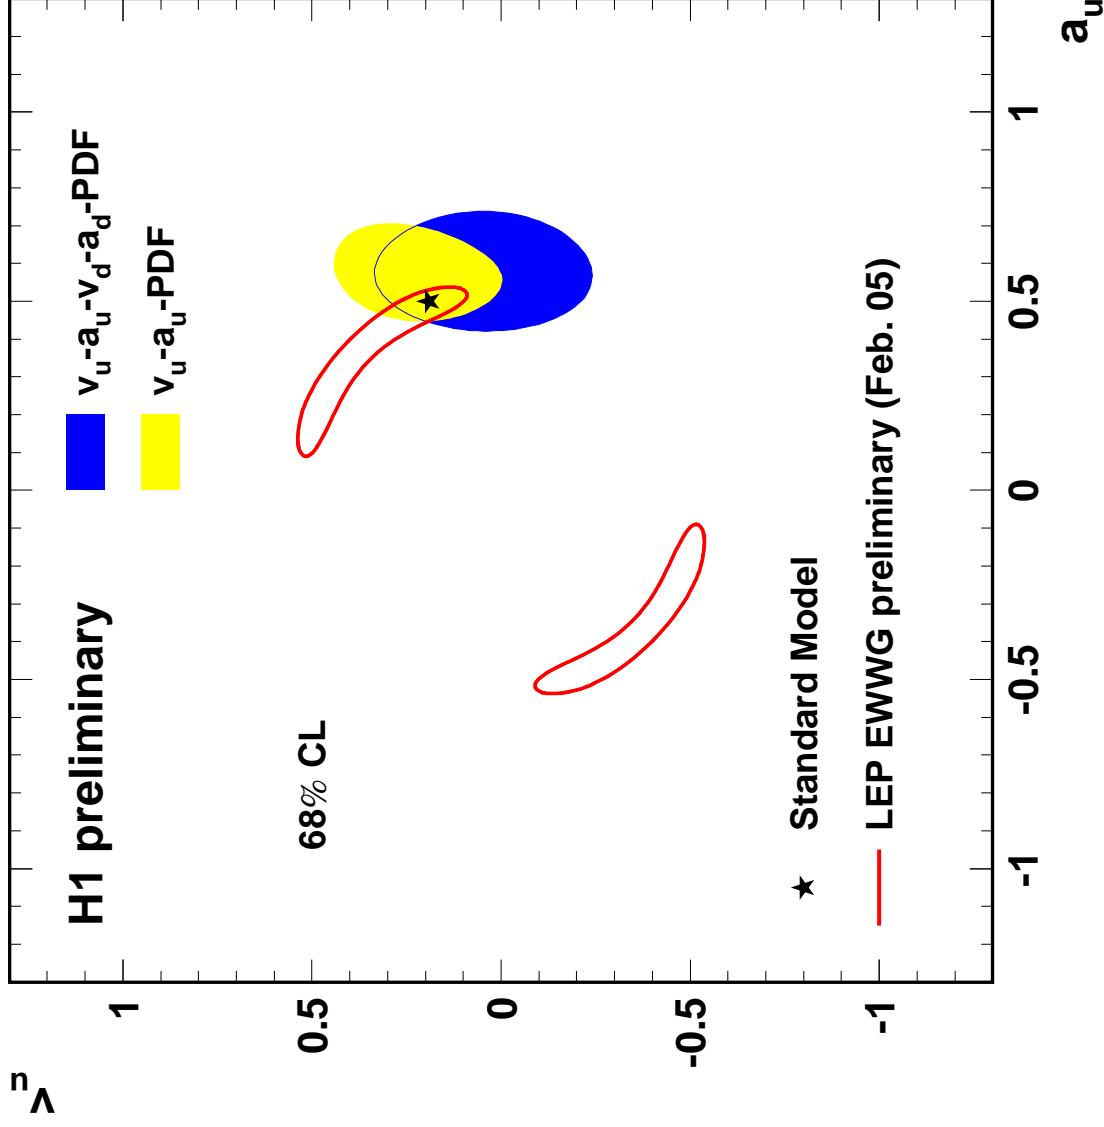 H1 preliminary
v_u-a_u-v_d-a_d-PDF
v_u-a_u-PDF
68% CL
Standard Model
LEP EWWG preliminary (Feb. 05)
v_u
1
0.5
0
-0.5
-1
-1
-0.5
0
0.5
1
a_u